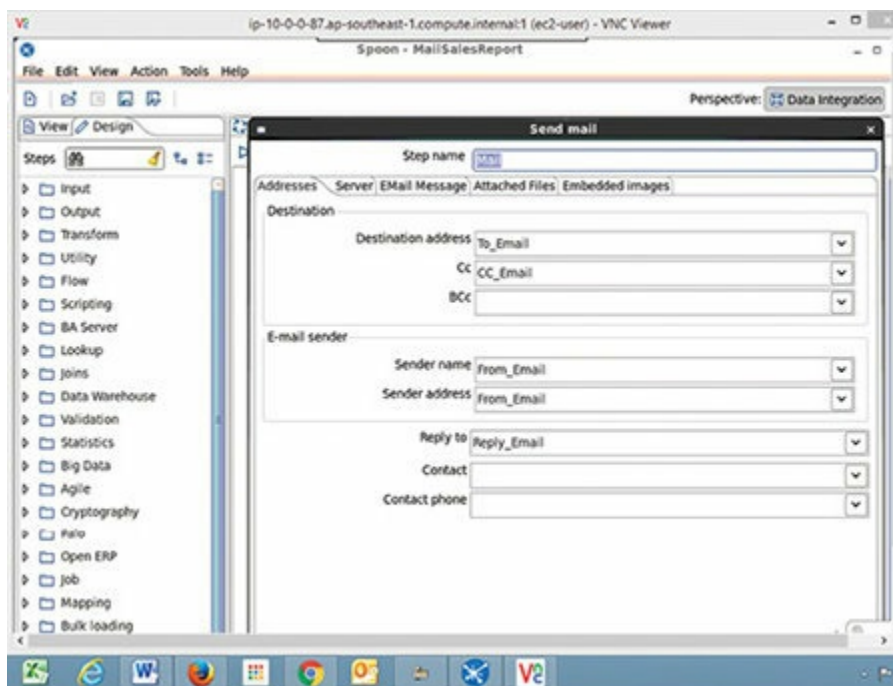 ip-10-0-0-87.ap-southeast-1.compute.internal:1 (ec2-user) - VNC Viewer
Spoon - MailSalesReport
File Edit View Action Tools Help
Perspective: Data Integration
View Design
Send mail
Steps
Step name Mail
Addresses Server EMail Message Attached Files Embedded images
Input
Output
Transform
Utility
Flow
Scripting
BA Server
Lookup
Joins
Data Warehouse
Validation
Statistics
Big Data
Agile
Cryptography
Palo
Open ERP
Job
Mapping
Bulk loading
Destination
Destination address To_Email
Cc CC_Email
BCc
E-mail sender
Sender name From_Email
Sender address From_Email
Reply to Reply_Email
Contact
Contact phone